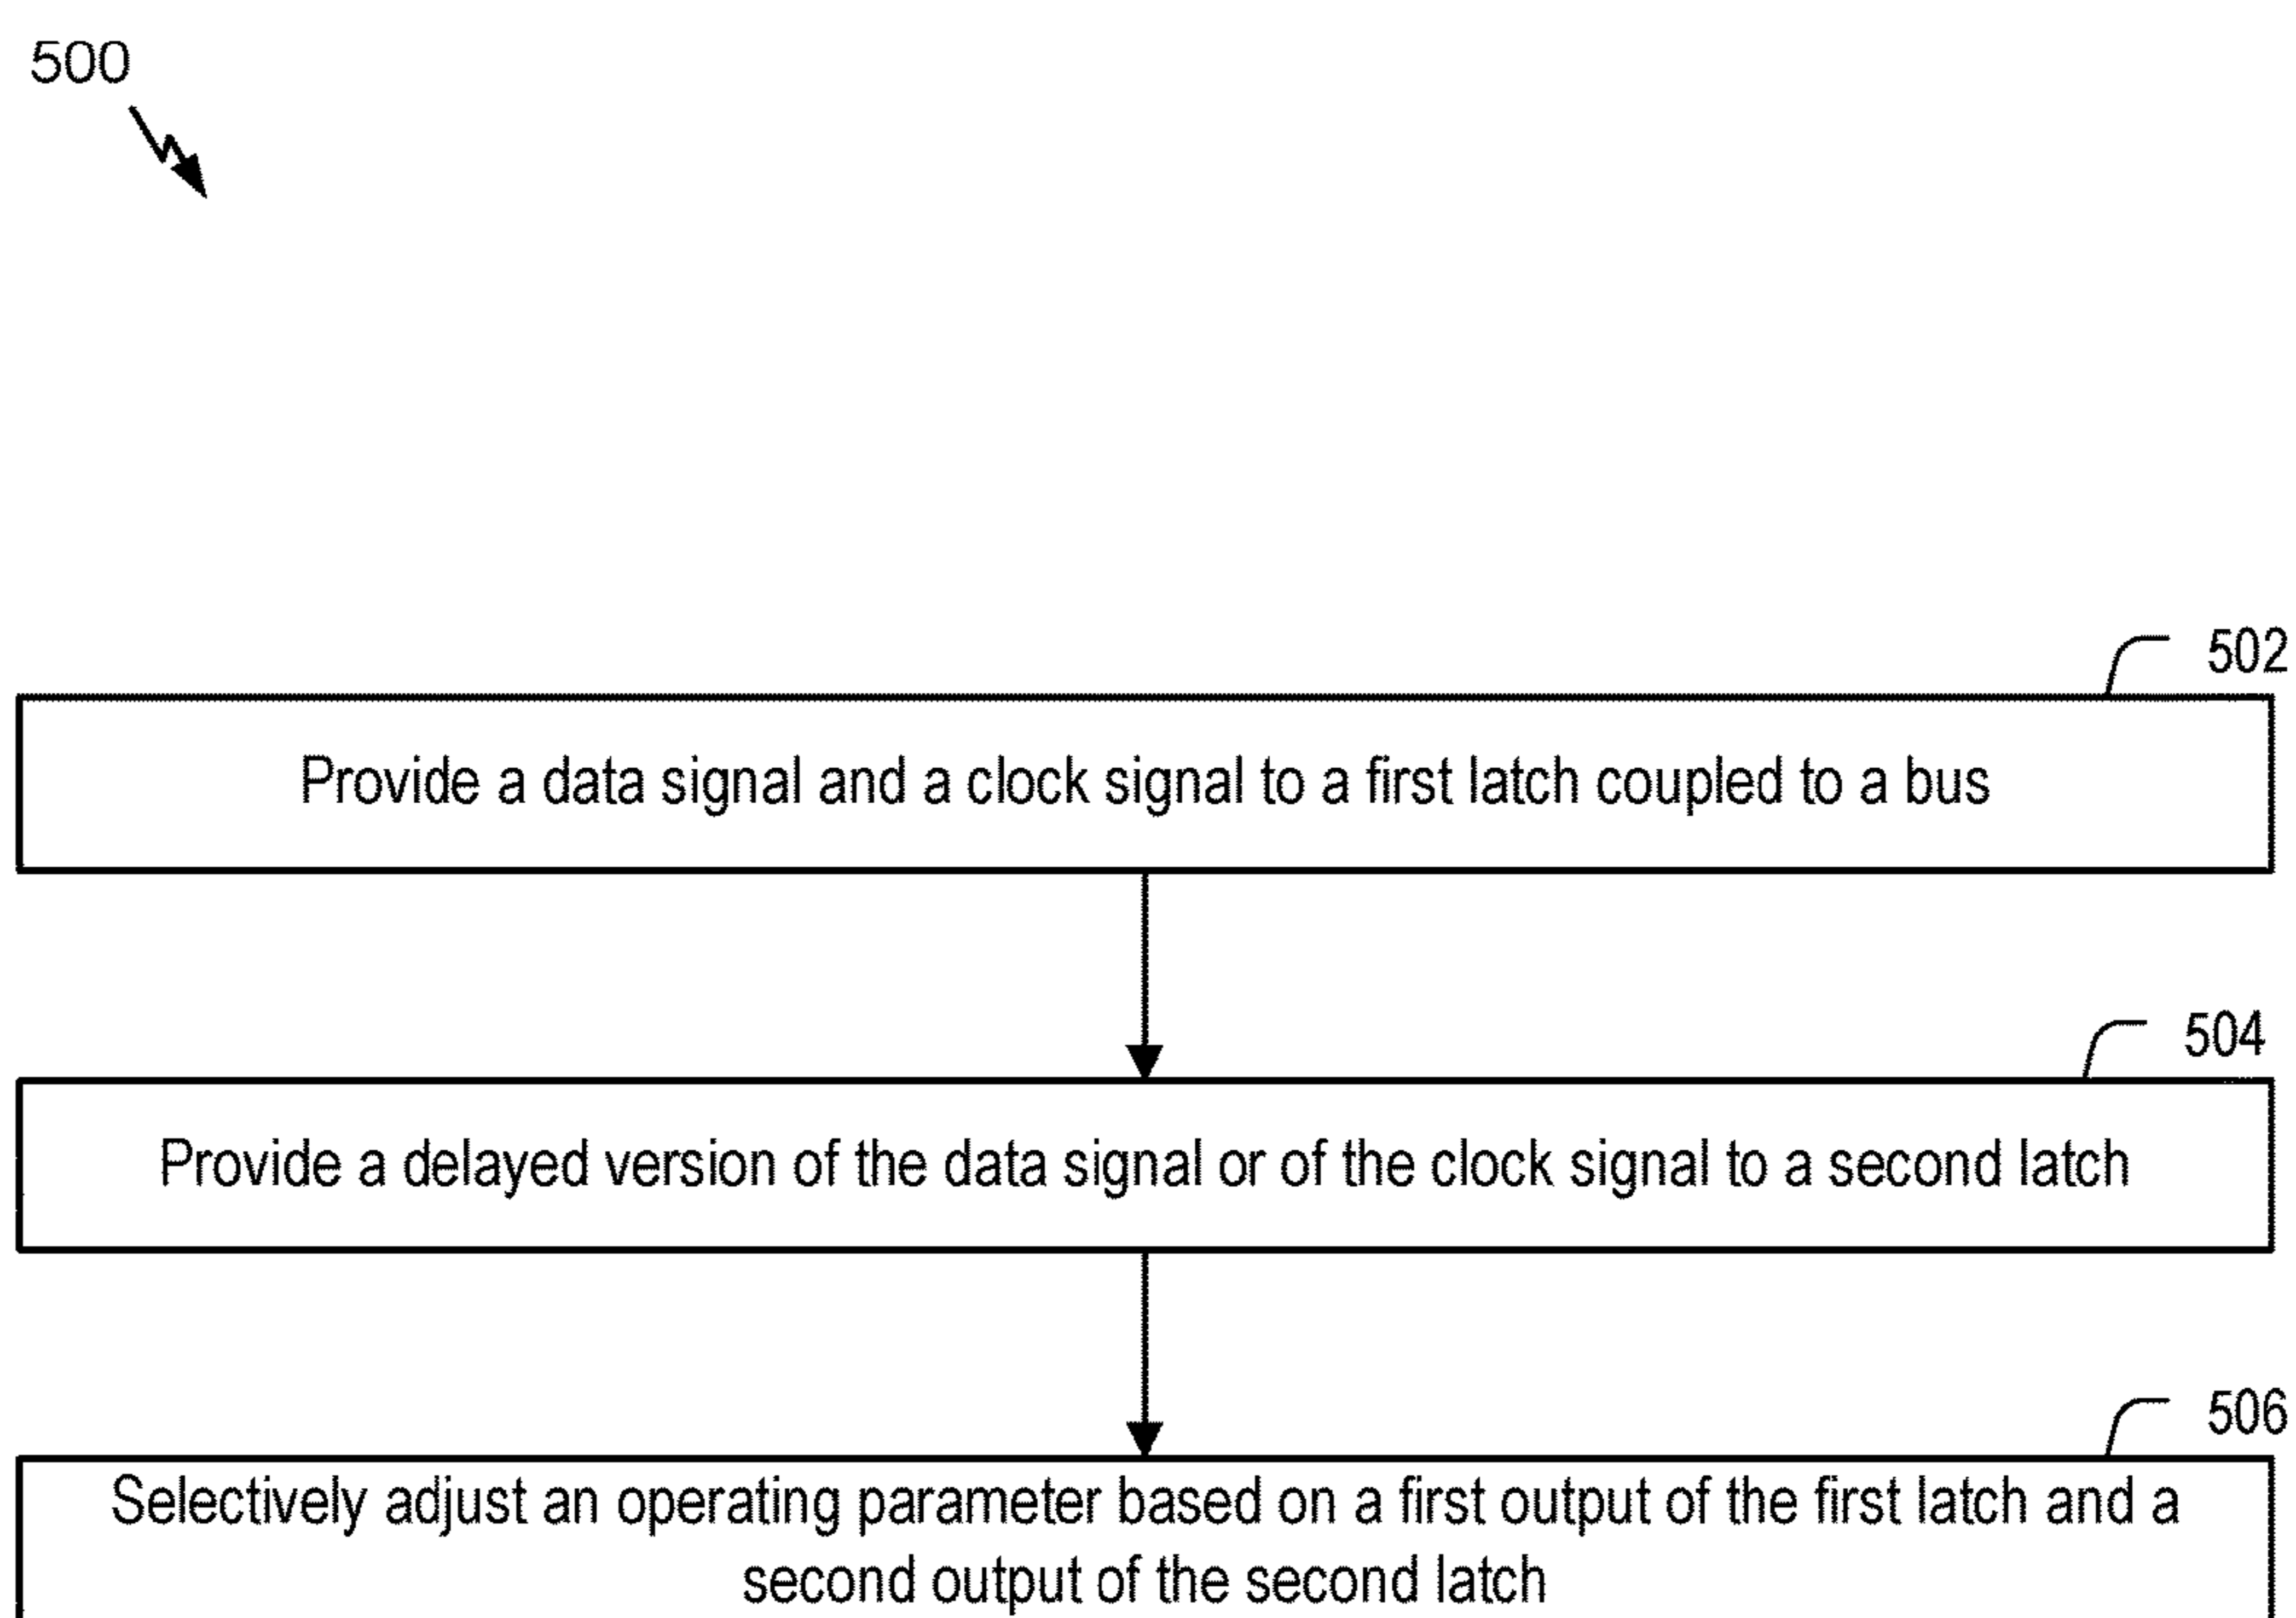 500
502
Provide a data signal and a clock signal to a first latch coupled to a bus
504
Provide a delayed version of the data signal or of the clock signal to a second latch
506
Selectively adjust an operating parameter based on a first output of the first latch and a
second output of the second latch